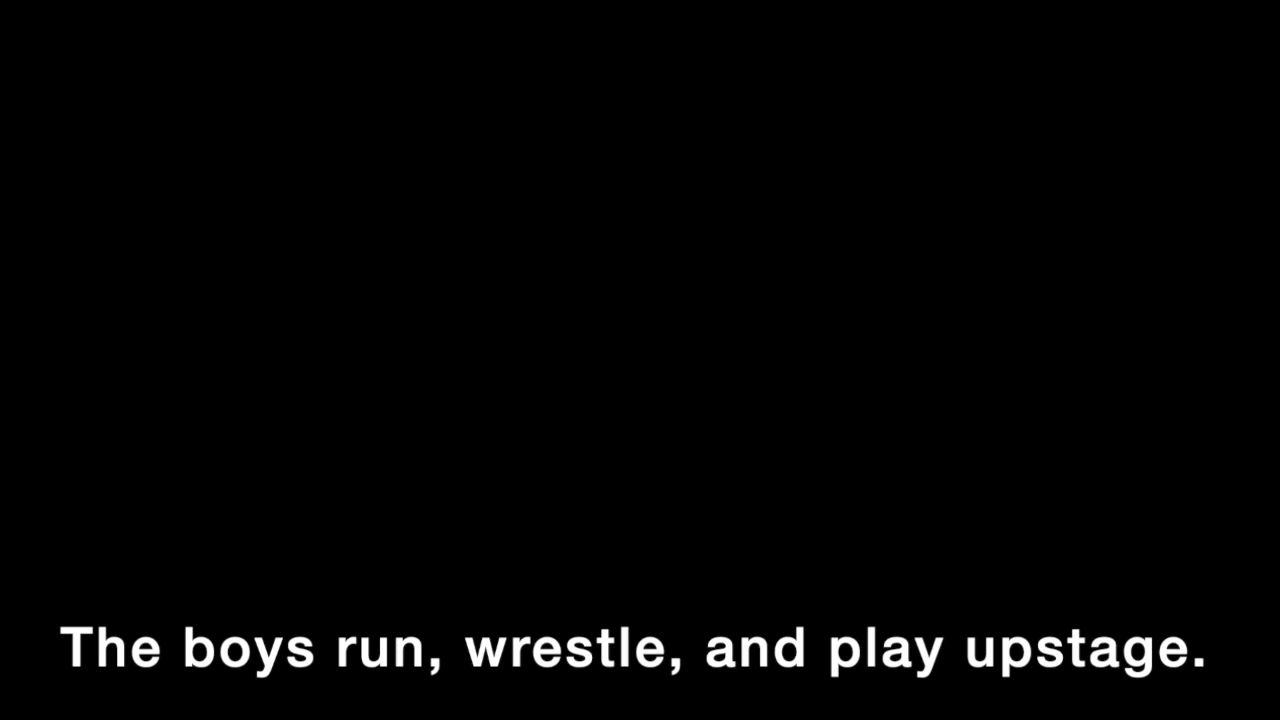 The boys run, wrestle, and play upstage.